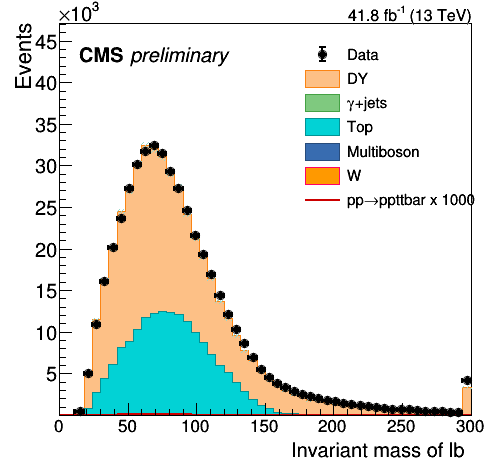 ×10³
41.8 fb⁻¹ (13 TeV)
Events
CMS preliminary
Data
DY
γ+jets
Top
Multiboson
W
pp→ppttbar x 1000
45
40
35
30
25
20
15
10
5
0 50 100 150 200 250 300
Invariant mass of lb